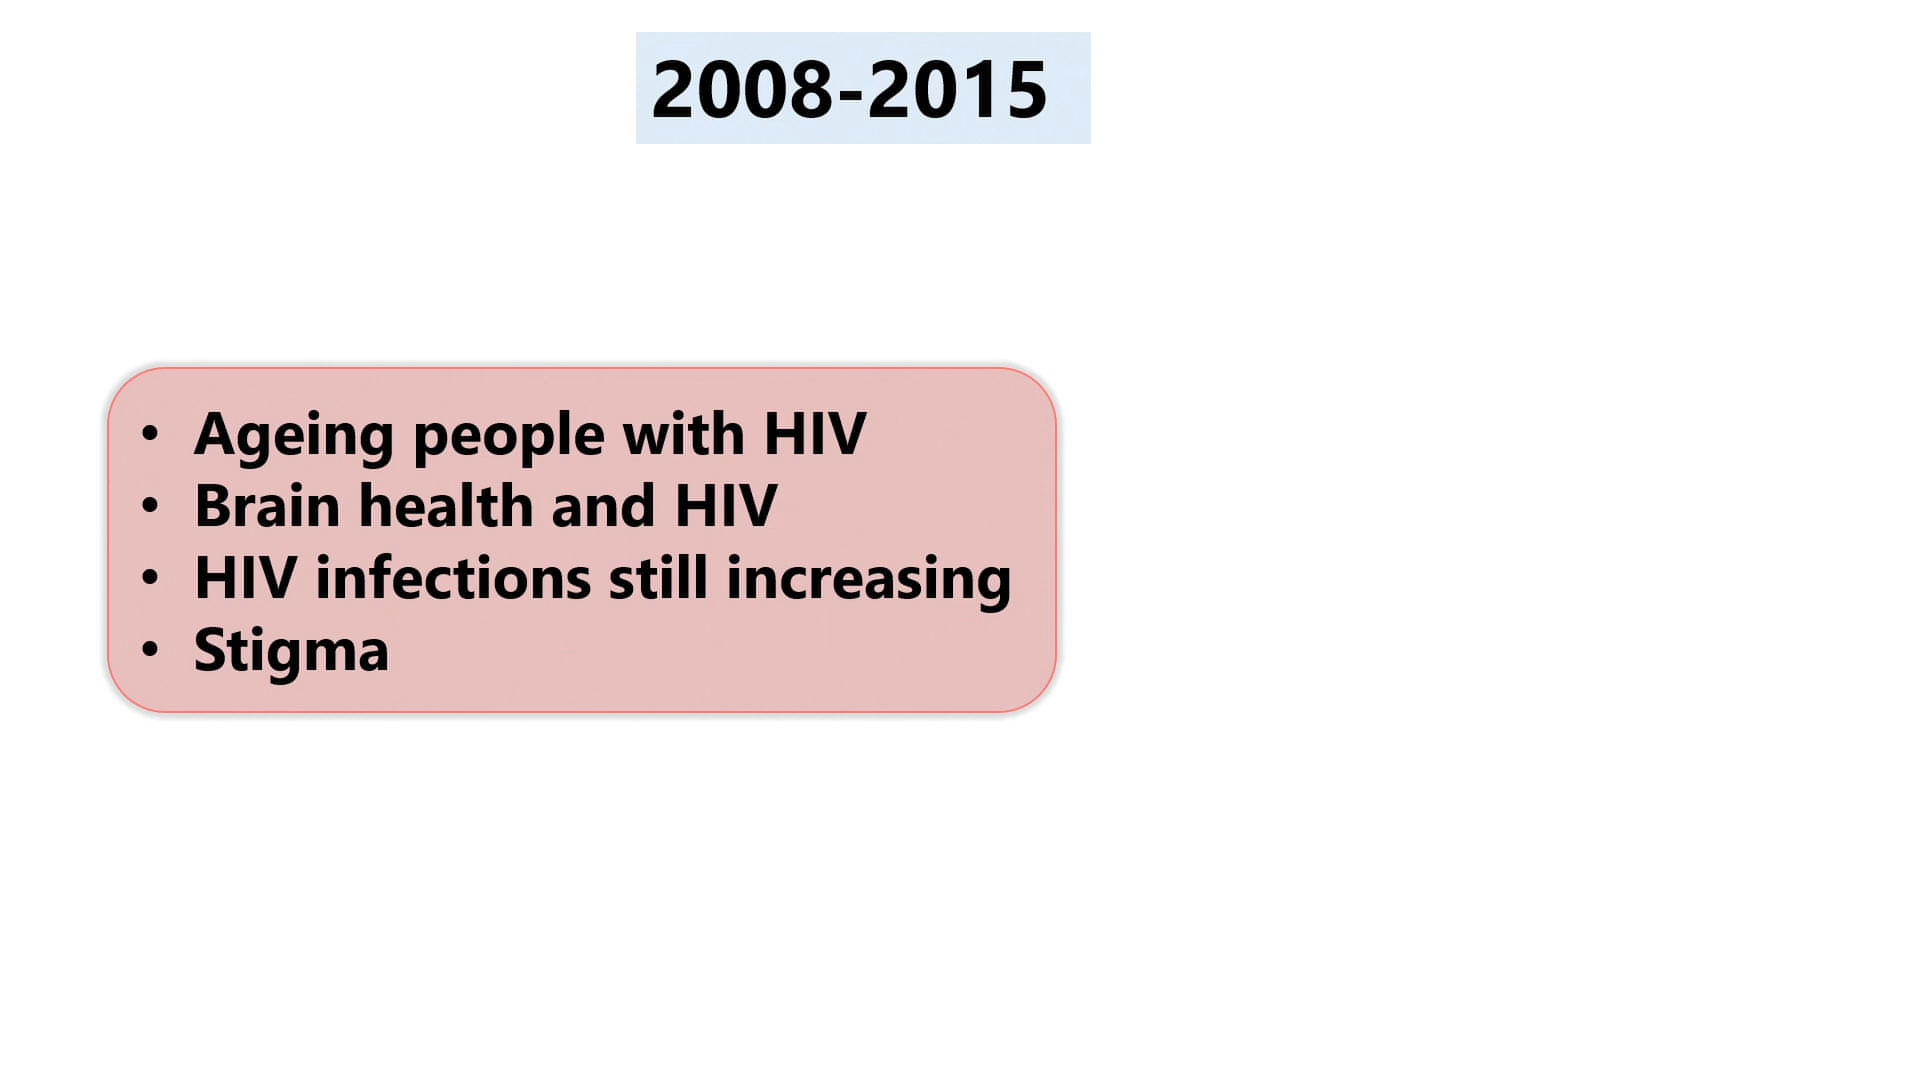 2008-2015
• Ageing people with HIV
• Brain health and HIV
• HIV infections still increasing
• Stigma